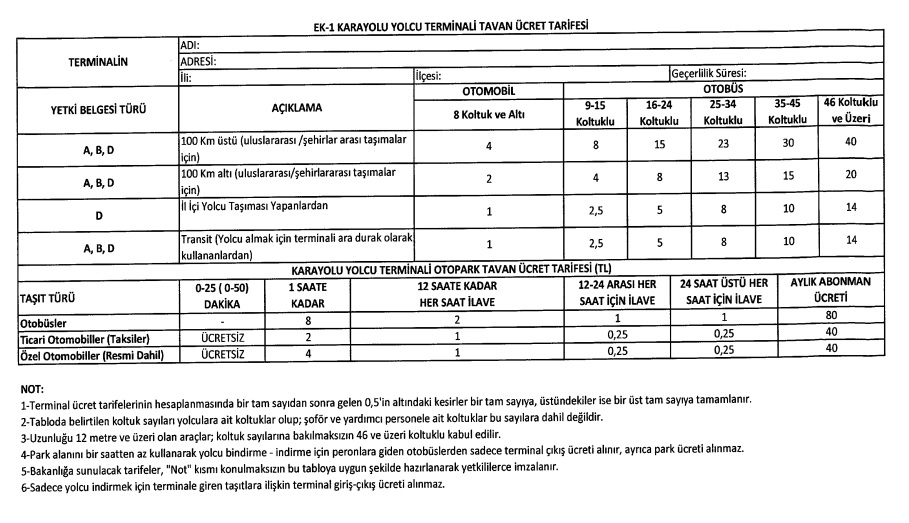 EK-1 KARAYOLU YOLCU TERMİNALİ TAVAN ÜCRET TARİFESİ
TERMİNALİN
ADI:
ADRESİ:
İli: İlçesi: Geçerlilik Süresi:
YETKİ BELGESİ TÜRÜ AÇIKLAMA OTOMOBİL OTOBÜS
8 Koltuk ve Altı 9-15 Koltuklu 16-24 Koltuklu 25-34 Koltuklu 35-45 Koltuklu 46 Koltuklu ve Üzeri
A, B, D 100 Km üstü (uluslararası /şehirlar arası taşımalar için) 4 8 15 23 30 40
A, B, D 100 Km altı (uluslararası/şehirlararası taşımalar için) 2 4 8 13 15 20
D İl İçi Yolcu Taşıması Yapanlardan 1 2,5 5 8 10 14
A, B, D Transit (Yolcu almak için terminali ara durak olarak kullananlardan) 1 2,5 5 8 10 14
KARAYOLU YOLCU TERMİNALİ OTOPARK TAVAN ÜCRET TARİFESİ (TL)
TAŞIT TÜRÜ 0-25 ( 0-50) DAKİKA 1 SAATE KADAR 12 SAATE KADAR HER SAAT İLAVE 12-24 ARASI HER SAAT İÇİN İLAVE 24 SAAT ÜSTÜ HER SAAT İÇİN İLAVE AYLIK ABONMAN ÜCRETİ
Otobüsler - 8 2 1 1 80
Ticari Otomobiller (Taksiler) ÜCRETSİZ 2 1 0,25 0,25 40
Özel Otomobiller (Resmi Dahil) ÜCRETSİZ 4 1 0,25 0,25 40
NOT:
1-Terminal ücret tarifelerinin hesaplanmasında bir tam sayıdan sonra gelen 0,5'in altındaki kesirler bir tam sayıya, üstündekiler ise bir üst tam sayıya tamamlanır.
2-Tabloda belirtilen koltuk sayıları yolculara ait koltuklar olup; şoför ve yardımcı personele ait koltuklar bu sayılara dahil değildir.
3-Uzunluğu 12 metre ve üzeri olan araçlar; koltuk sayılarına bakılmaksızın 46 ve üzeri koltuklu kabul edilir.
4-Park alanını bir saatten az kullanarak yolcu bindirme - indirme için peronlara giden otobüslerden sadece terminal çıkış ücreti alınır, ayrıca park ücreti alınmaz.
5-Bakanlığa sunulacak tarifeler, "Not" kısmı konulmaksızın bu tabloya uygun şekilde hazırlanarak yetkililerce imzalanır.
6-Sadece yolcu indirmek için terminale giren taşıtlara ilişkin terminal giriş-çıkış ücreti alınmaz.